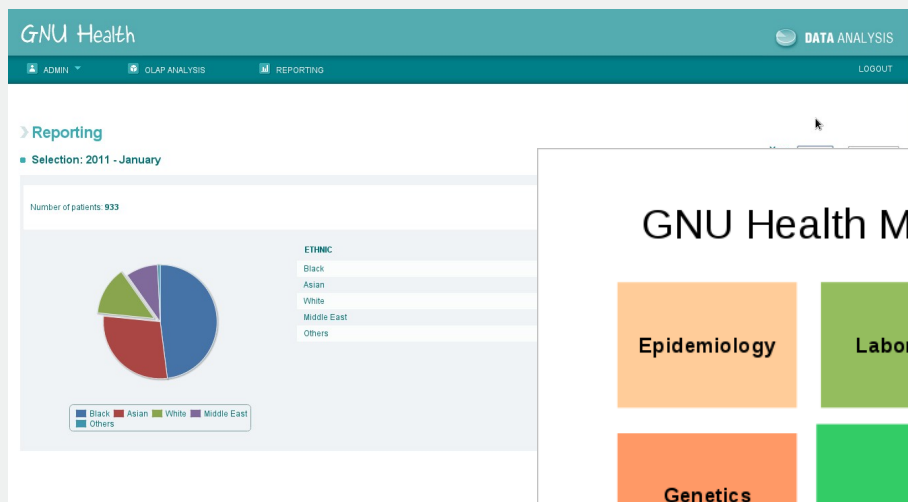 GNU Health
DATA ANALYSIS
ADMIN
OLAP ANALYSIS
REPORTING
LOGOUT
Reporting
Selection: 2011 - January
Number of patients: 933
ETHNIC
Black
Asian
White
Middle East
Others
Black Asian White Middle East
Others
GNU Health M
Epidemiology
Labor
Genetics